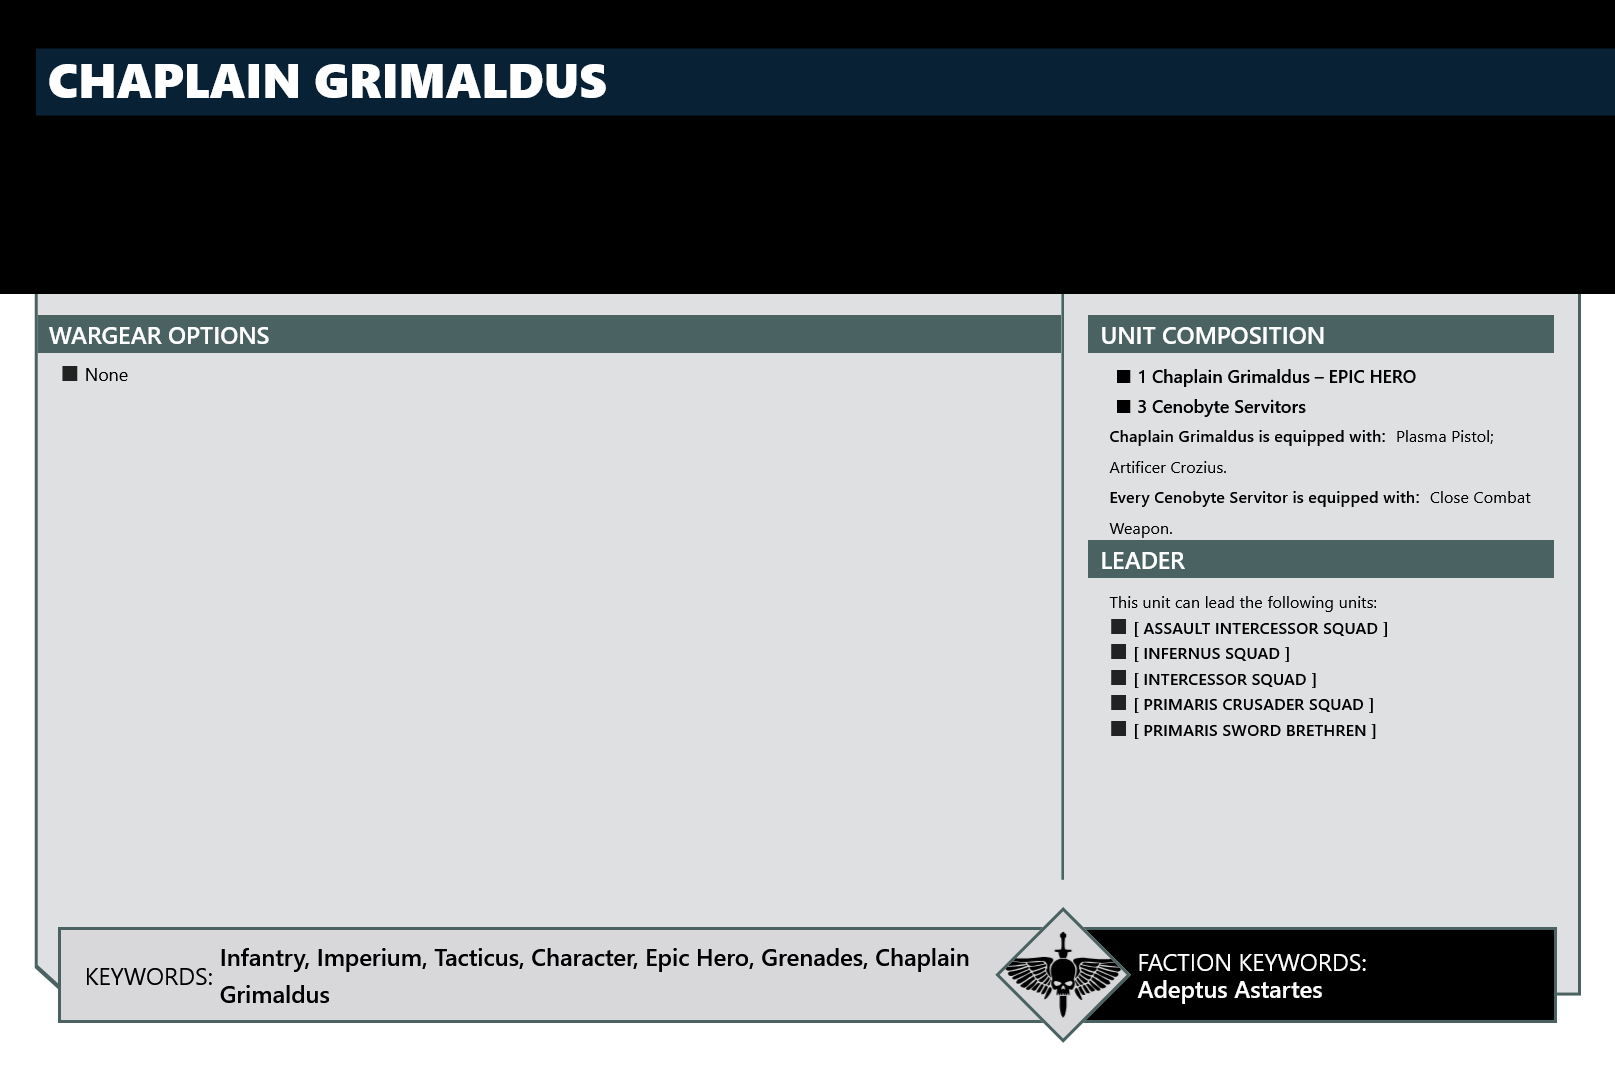 CHAPLAIN GRIMALDUS
WARGEAR OPTIONS
None
UNIT COMPOSITION
1 Chaplain Grimaldus – EPIC HERO
3 Cenobyte Servitors
Chaplain Grimaldus is equipped with: Plasma Pistol;
Artificer Crozius.
Every Cenobyte Servitor is equipped with: Close Combat
Weapon.
LEADER
This unit can lead the following units:
[ ASSAULT INTERCESSOR SQUAD ]
[ INFERNUS SQUAD ]
[ INTERCESSOR SQUAD ]
[ PRIMARIS CRUSADER SQUAD ]
[ PRIMARIS SWORD BRETHREN ]
KEYWORDS: Infantry, Imperium, Tacticus, Character, Epic Hero, Grenades, Chaplain
Grimaldus
FACTION KEYWORDS:
Adeptus Astartes